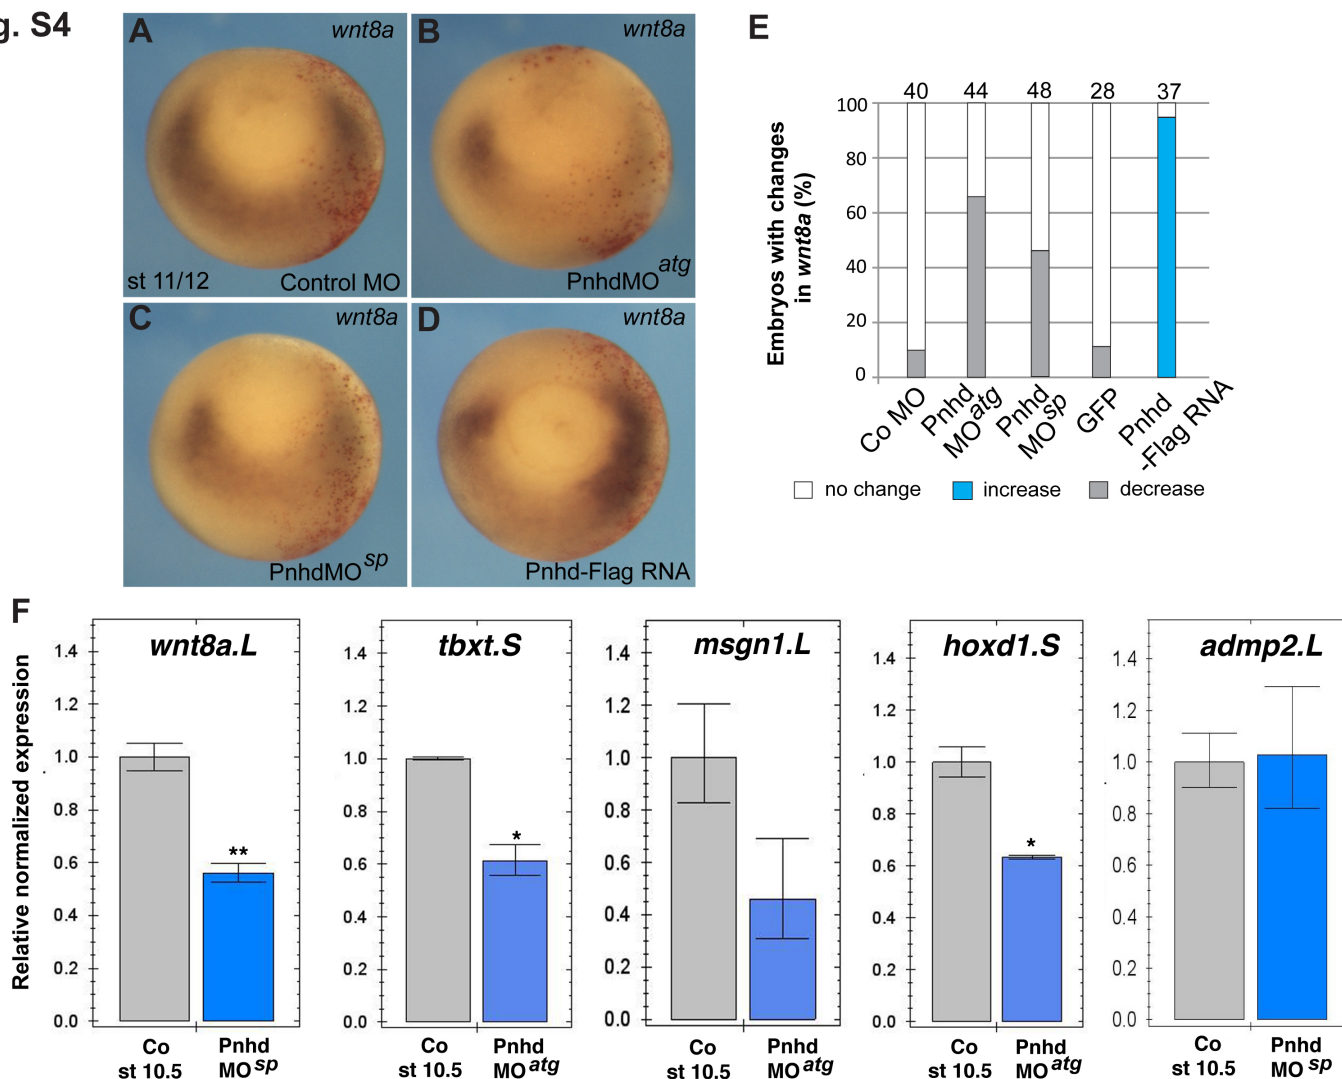 g. S4
A
wnt8a
st 11/12
Control MO
B
wnt8a
PnhdMO atg
C
wnt8a
PnhdMO sp
D
wnt8a
Pnhd-Flag RNA
E
Embryos with changes
in wnt8a (%)
40 44 48 28 37
100
80
60
40
20
0
Co MO
Pnhd
MO atg
Pnhd
MO sp
GFP
Pnhd
-Flag RNA
no change increase decrease
F
Relative normalized expression
wnt8a.L
1.4
1.2
1.0
0.8
0.6
0.4
0.2
0.0
**
Co
st 10.5
Pnhd
MO sp
tbxt.S
1.4
1.2
1.0
0.8
0.6
0.4
0.2
0.0
*
Co
st 10.5
Pnhd
MO atg
msgn1.L
1.4
1.2
1.0
0.8
0.6
0.4
0.2
0.0
Co
st 10.5
Pnhd
MO atg
hoxd1.S
1.4
1.2
1.0
0.8
0.6
0.4
0.2
0.0
*
Co
st 10.5
Pnhd
MO atg
admp2.L
1.4
1.2
1.0
0.8
0.6
0.4
0.2
0.0
Co
st 10.5
Pnhd
MO sp